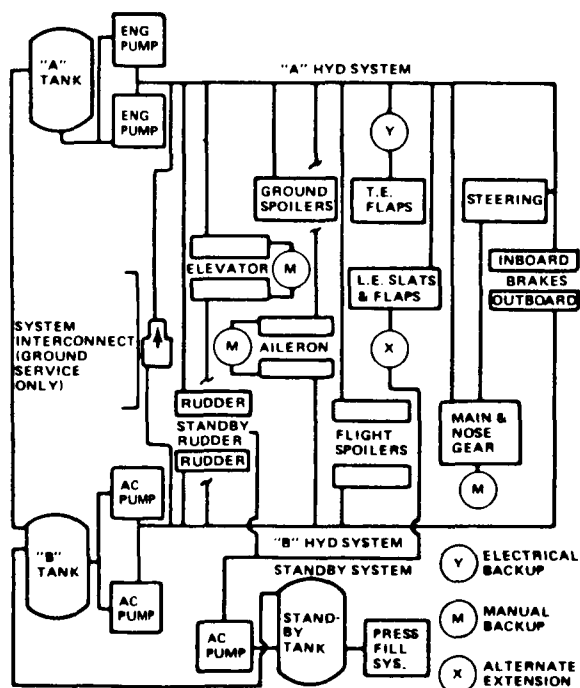 ENG
PUMP
"A"
TANK
"A" HYD SYSTEM
ENG
PUMP
Y
GROUND
SPOILERS
T.E.
FLAPS
STEERING
ELEVATOR
M
L.E. SLATS
& FLAPS
INBOARD
BRAKES
OUTBOARD
SYSTEM
INTERCONNECT
(GROUND
SERVICE
ONLY)
M
AILERON
X
RUDDER
STANDBY
RUDDER
RUDDER
FLIGHT
SPOILERS
MAIN &
NOSE
GEAR
M
AC
PUMP
"B"
TANK
AC
PUMP
"B" HYD SYSTEM
STANDBY SYSTEM
AC
PUMP
STAND-
BY
TANK
PRESS
FILL
SYS.
Y
ELECTRICAL
BACKUP
M
MANUAL
BACKUP
X
ALTERNATE
EXTENSION